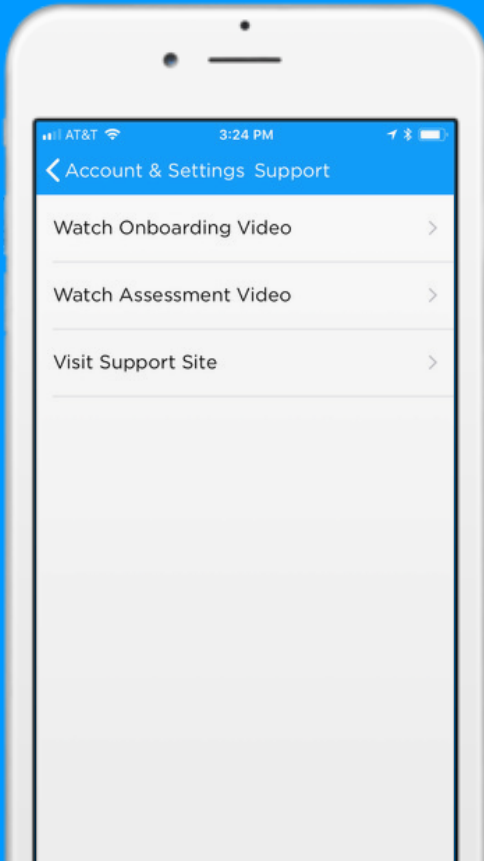 AT&T 3:24 PM
Account & Settings Support
Watch Onboarding Video
Watch Assessment Video
Visit Support Site